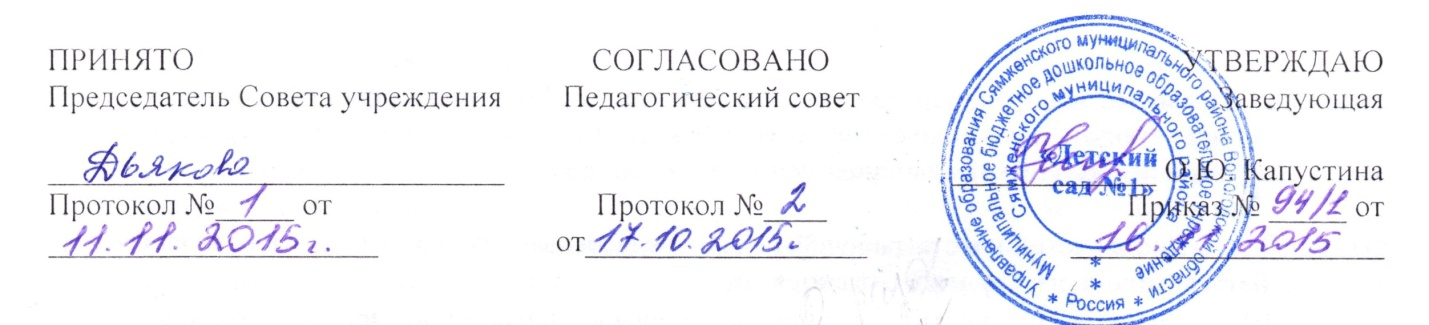 ПРИНЯТО
Председатель Совета учреждения
Дьякова
Протокол № 1 от
11.11.2015г.
СОГЛАСОВАНО
Педагогический совет
Протокол № 2
от 17.10.2015г
УТВЕРЖДАЮ
Заведующая
О.Ю. Капустина
Приказ № 94/1 от
16. 11. 2015
Управление образования Сямженского муниципального района Вологодской области
* Россия *
Муниципальное бюджетное дошкольное образовательное учреждение
Сямженского муниципального района
«Детский
сад №1»